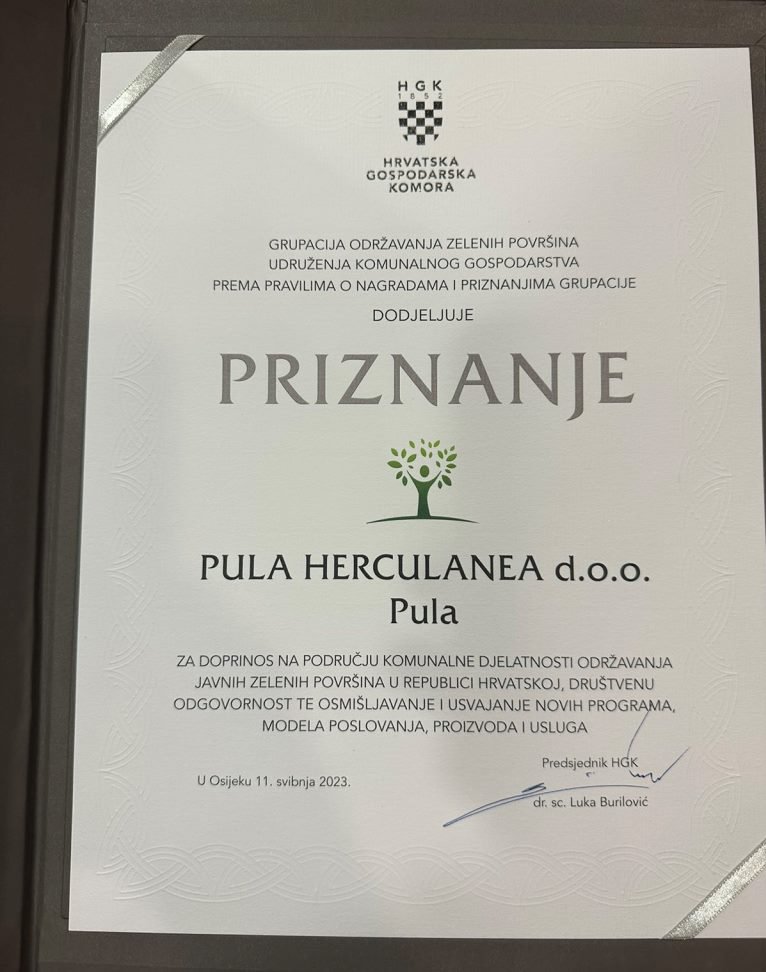 HGK
1852
HRVATSKA
GOSPODARSKA
KOMORA
GRUPACIJA ODRŽAVANJA ZELENIH POVRŠINA
UDRUŽENJA KOMUNALNOG GOSPODARSTVA
PREMA PRAVILIMA O NAGRADAMA I PRIZNANJIMA GRUPACIJE
DODJELJUJE
PRIZNANJE
PULA HERCULANEA d.o.o.
Pula
ZA DOPRINOS NA PODRUČJU KOMUNALNE DJELATNOSTI ODRŽAVANJA
JAVNIH ZELENIH POVRŠINA U REPUBLICI HRVATSKOJ, DRUŠTVENU
ODGOVORNOST TE OSMIŠLJAVANJE I USVAJANJE NOVIH PROGRAMA,
MODELA POSLOVANJA, PROIZVODA I USLUGA
Predsjednik HGK
U Osijeku 11. svibnja 2023.
dr. sc. Luka Burilović